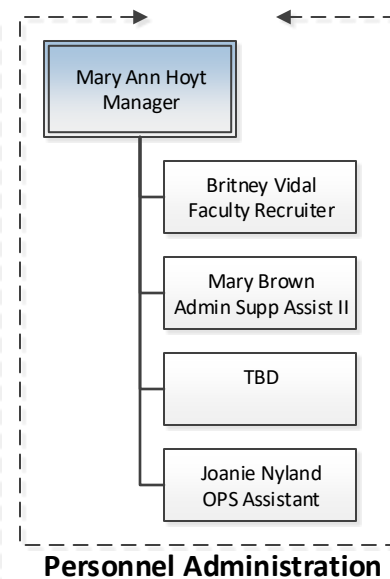 Mary Ann Hoyt
Manager
Britney Vidal
Faculty Recruiter
Mary Brown
Admin Supp Assist II
TBD
Joanie Nyland
OPS Assistant
Personnel Administration